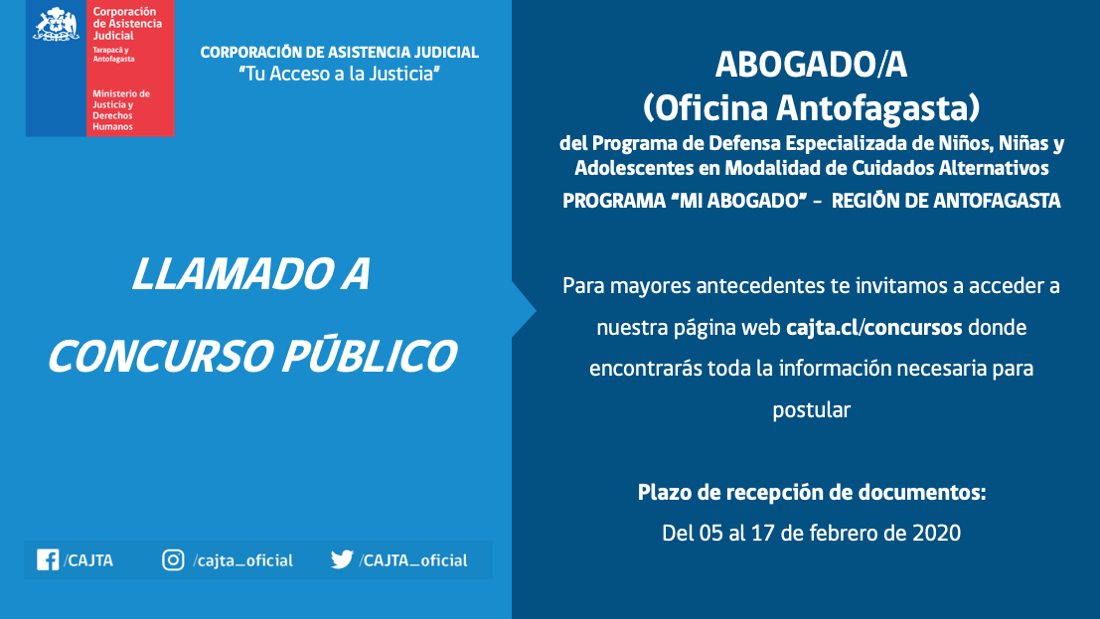 Corporación
de Asistencia
Judicial
Tarapacá y
Antofagasta
Ministerio de
Justicia y
Derechos
Humanos
CORPORACIÓN DE ASISTENCIA JUDICIAL
"Tu Acceso a la Justicia"
LLAMADO A
CONCURSO PÚBLICO
/CAJTA
/cajta_oficial
/CAJTA_oficial
ABOGADO/A
(Oficina Antofagasta)
del Programa de Defensa Especializada de Niños, Niñas y
Adolescentes en Modalidad de Cuidados Alternativos
PROGRAMA "MI ABOGADO" - REGIÓN DE ANTOFAGASTA
Para mayores antecedentes te invitamos a acceder a
nuestra página web cajta.cl/concursos donde
encontrarás toda la información necesaria para
postular
Plazo de recepción de documentos:
Del 05 al 17 de febrero de 2020